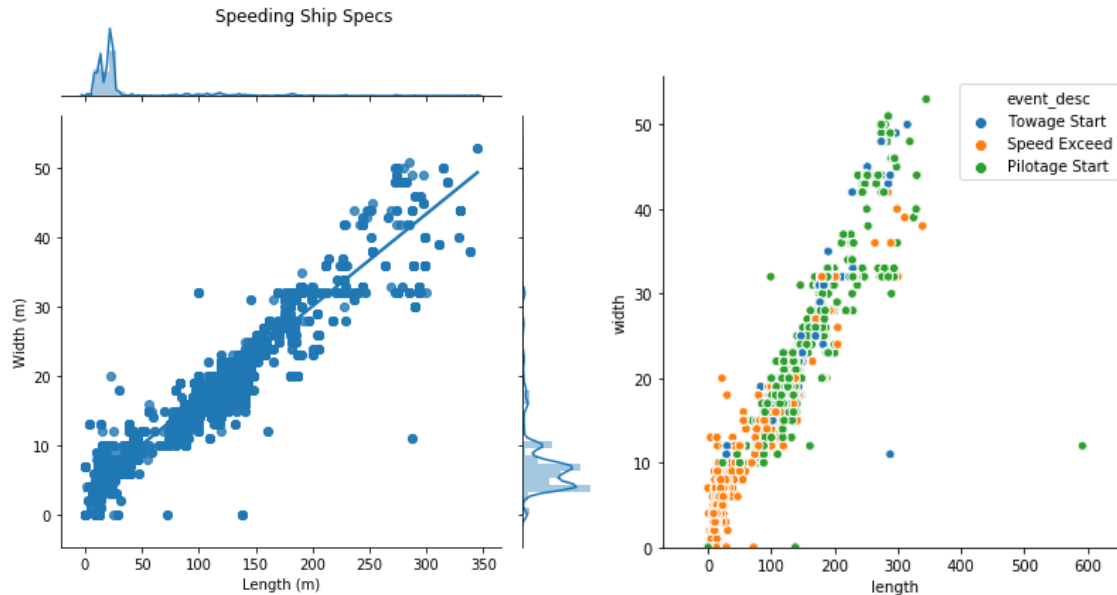 Speeding Ship Specs
50
40
30
20
10
0
Width (m)
0 50 100 150 200 250 300 350
Length (m)
event_desc
Towage Start
Speed Exceed
Pilotage Start
50
40
30
20
10
0
width
0 100 200 300 400 500 600
length